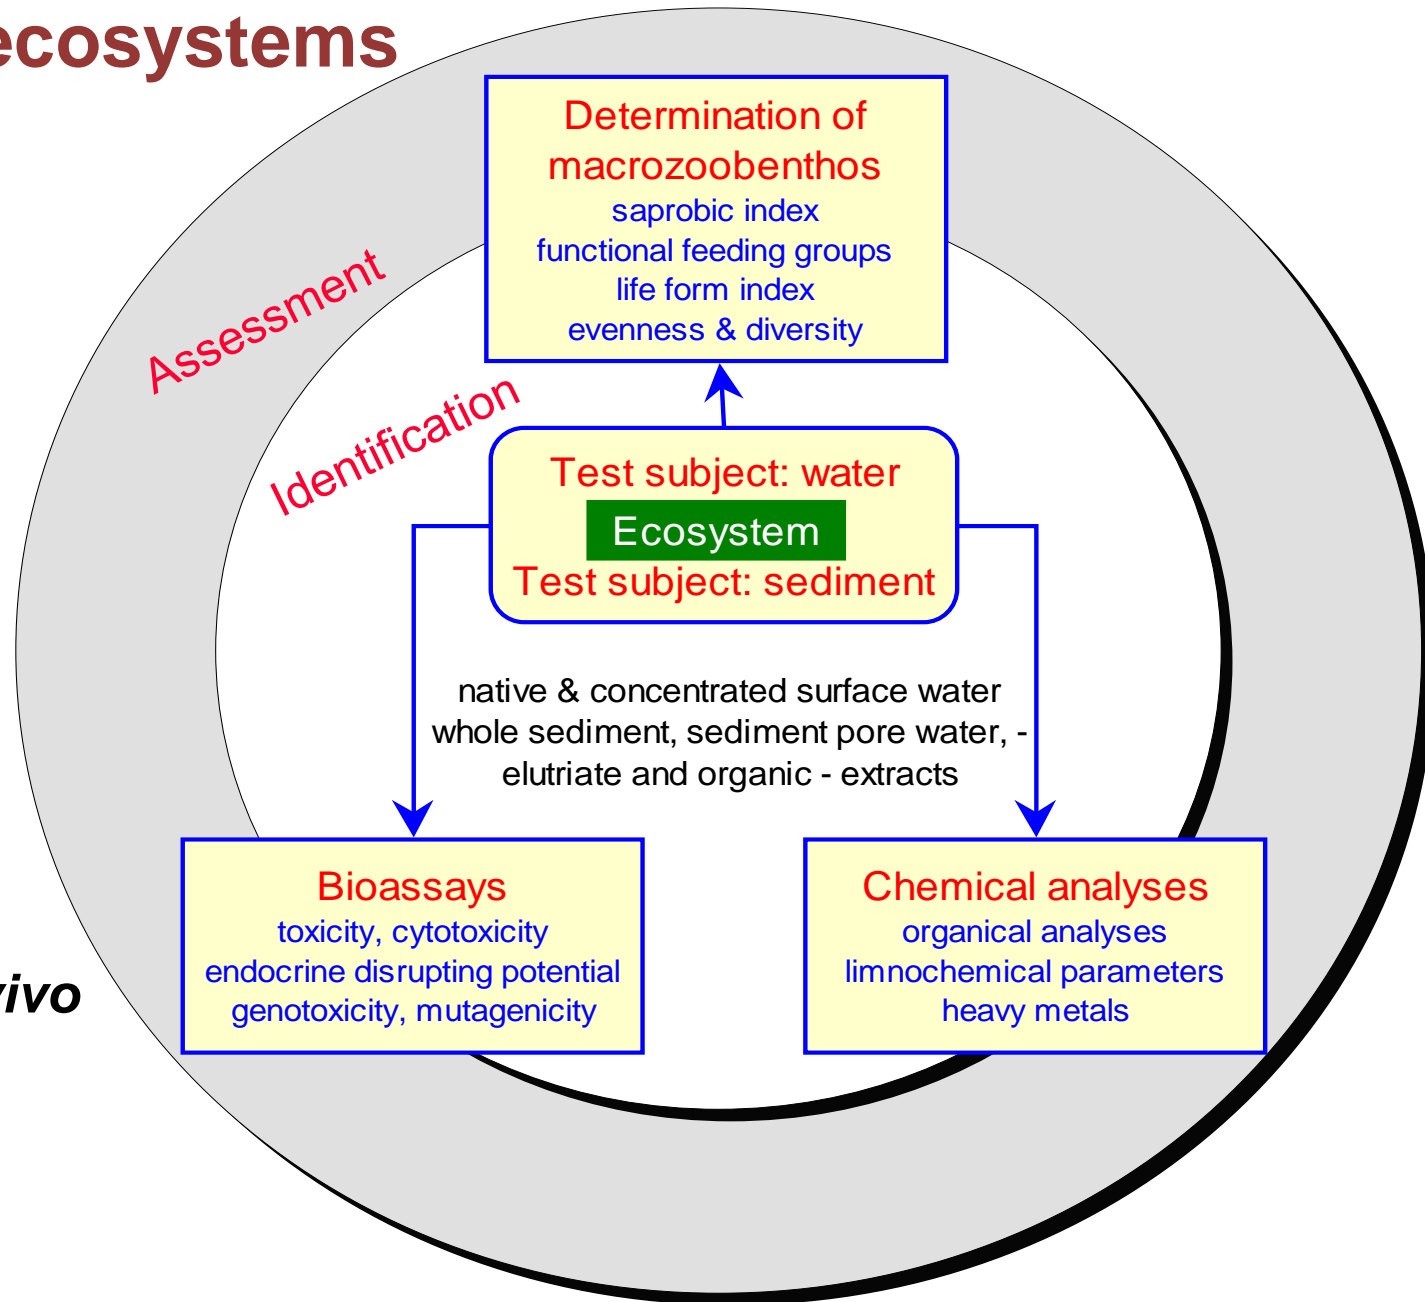 ecosystems
Determination of
macrozoobenthos
saprobic index
functional feeding groups
life form index
evenness & diversity
Assessment
Identification
Test subject: water
Ecosystem
Test subject: sediment
native & concentrated surface water
whole sediment, sediment pore water, -
elutriate and organic - extracts
Bioassays
toxicity, cytotoxicity
endocrine disrupting potential
genotoxicity, mutagenicity
Chemical analyses
organical analyses
limnochemical parameters
heavy metals
vivo